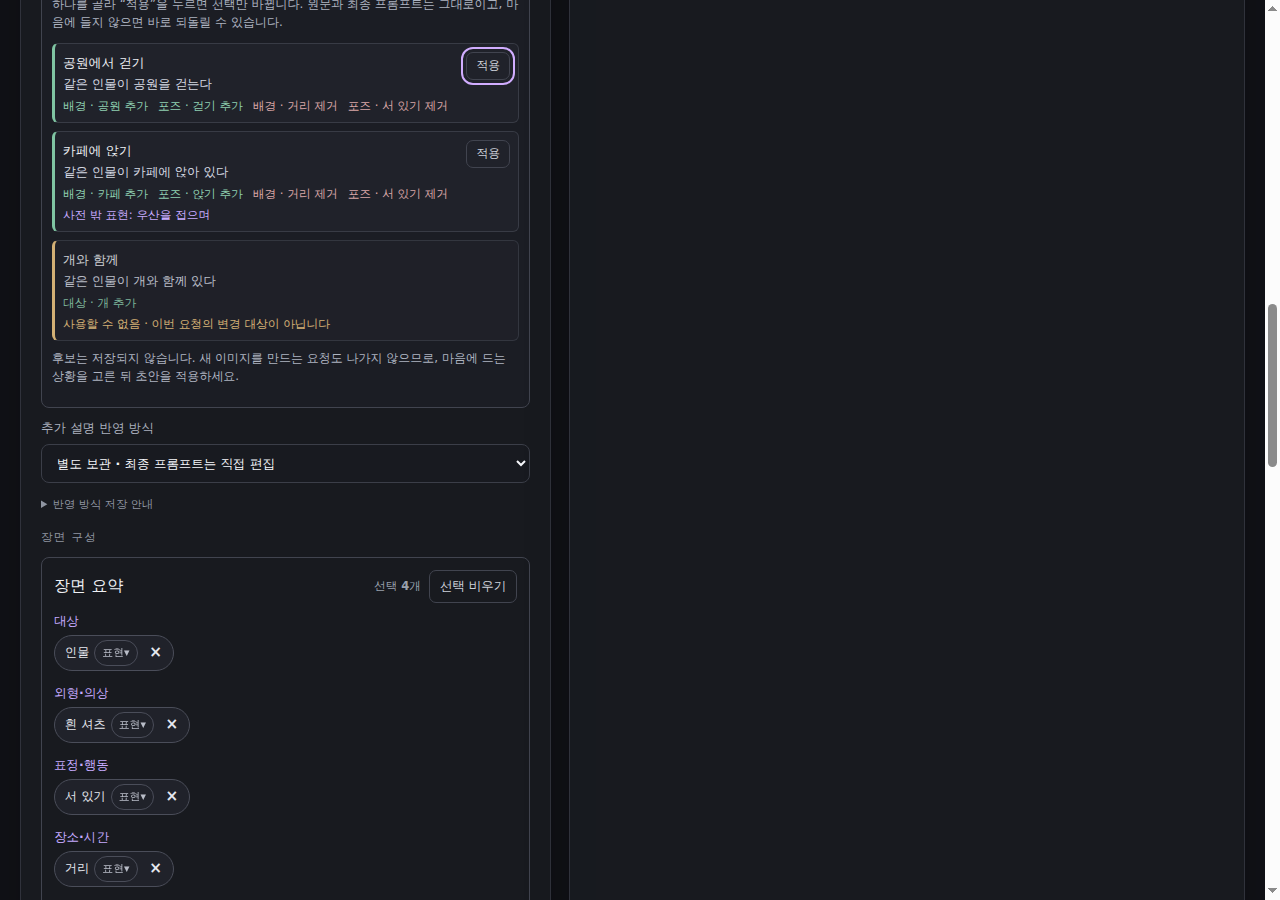 하나를 골라 “적용”을 누르면 선택만 바뀝니다. 원문과 최종 프롬프트는 그대로이고, 마
음에 들지 않으면 바로 되돌릴 수 있습니다.
공원에서 걷기
적용
같은 인물이 공원을 걷는다
배경 · 공원 추가 포즈 · 걷기 추가 배경 · 거리 제거 포즈 · 서 있기 제거
카페에 앉기
적용
같은 인물이 카페에 앉아 있다
배경 · 카페 추가 포즈 · 앉기 추가 배경 · 거리 제거 포즈 · 서 있기 제거
사전 밖 표현: 우산을 접으며
개와 함께
같은 인물이 개와 함께 있다
대상 · 개 추가
사용할 수 없음 · 이번 요청의 변경 대상이 아닙니다
후보는 저장되지 않습니다. 새 이미지를 만드는 요청도 나가지 않으므로, 마음에 드는
상황을 고른 뒤 초안을 적용하세요.
추가 설명 반영 방식
별도 보관 · 최종 프롬프트는 직접 편집
▶ 반영 방식 저장 안내
장면 구성
장면 요약
선택 4개
선택 비우기
대상
인물 표현▾ ×
외형·의상
흰 셔츠 표현▾ ×
표정·행동
서 있기 표현▾ ×
장소·시간
거리 표현▾ ×